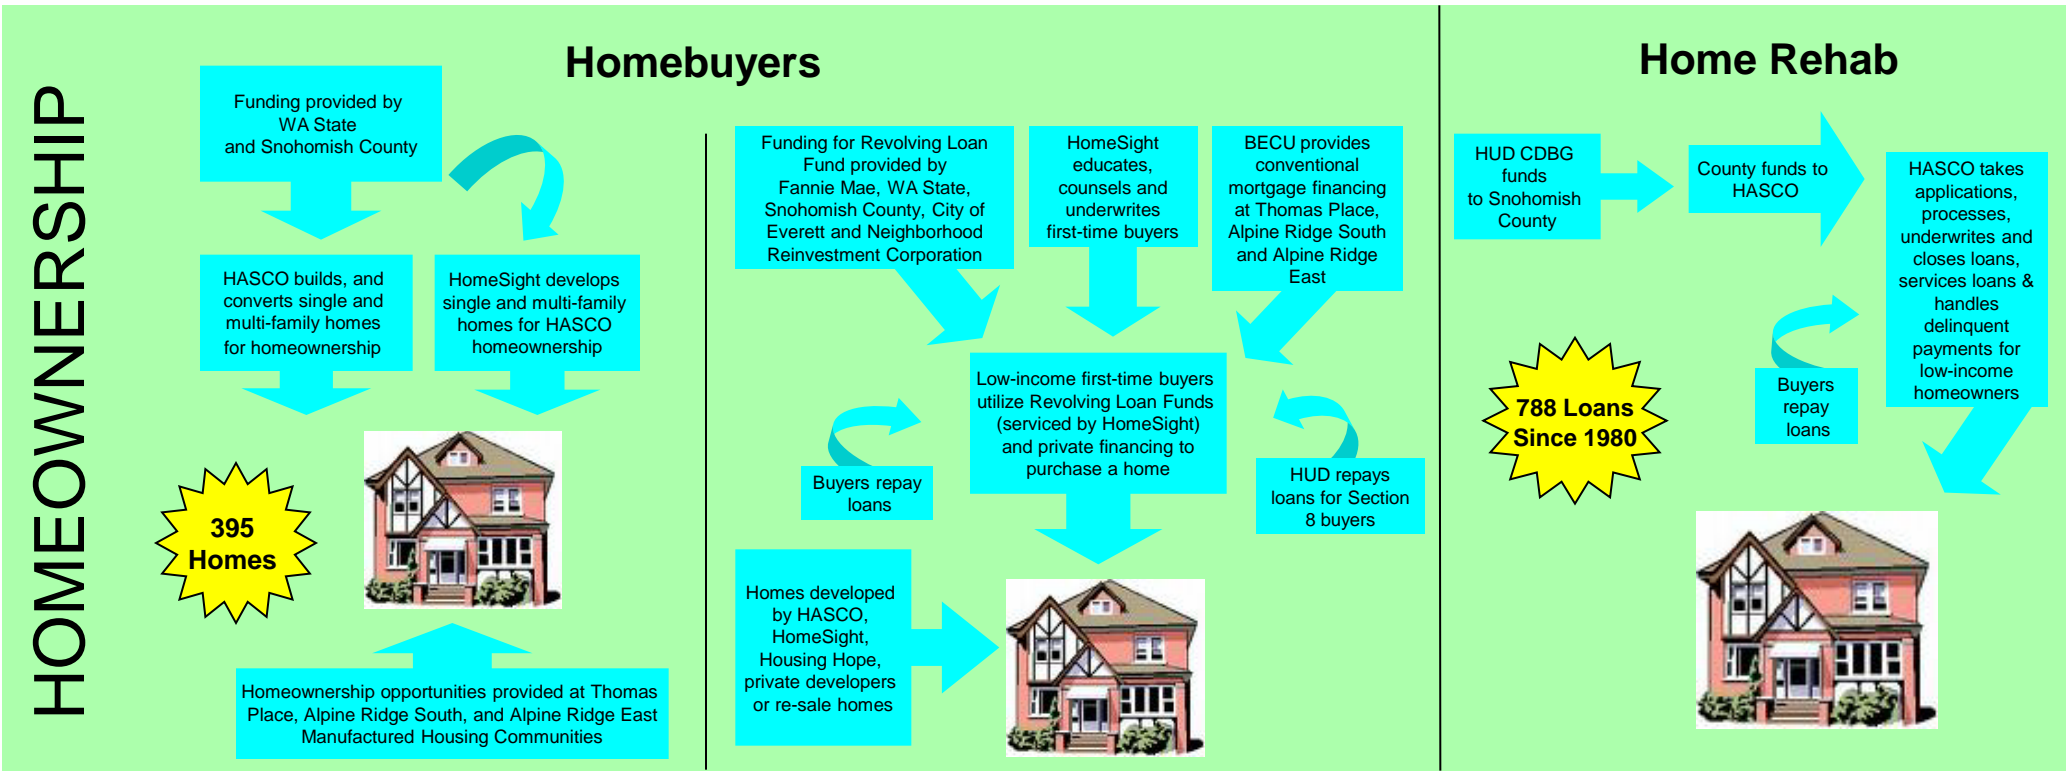 HOMEOWNERSHIP
Homebuyers
Funding provided by
WA State
and Snohomish County
HASCO builds, and
converts single and
multi-family homes
for homeownership
HomeSight develops
single and multi-family
homes for HASCO
homeownership
395
Homes
Homeownership opportunities provided at Thomas
Place, Alpine Ridge South, and Alpine Ridge East
Manufactured Housing Communities
Funding for Revolving Loan
Fund provided by
Fannie Mae, WA State,
Snohomish County, City of
Everett and Neighborhood
Reinvestment Corporation
HomeSight
educates,
counsels and
underwrites
first-time buyers
BECU provides
conventional
mortgage financing
at Thomas Place,
Alpine Ridge South
and Alpine Ridge
East
Low-income first-time buyers
utilize Revolving Loan Funds
(serviced by HomeSight)
and private financing to
purchase a home
Buyers repay
loans
HUD repays
loans for Section
8 buyers
Homes developed
by HASCO,
HomeSight,
Housing Hope,
private developers
or re-sale homes
Home Rehab
HUD CDBG
funds
to Snohomish
County
County funds to
HASCO
HASCO takes
applications,
processes,
underwrites and
closes loans,
services loans &
handles
delinquent
payments for
low-income
homeowners
Buyers
repay
loans
788 Loans
Since 1980